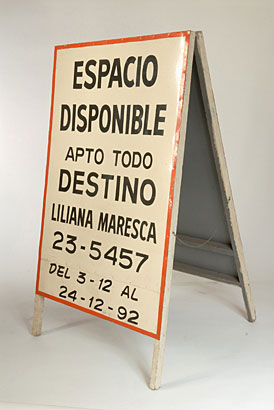 ESPACIO
DISPONIBLE
APTO TODO
DESTINO
LILIANA MARESCA
23-5457
DEL 3-12 AL
24-12-92